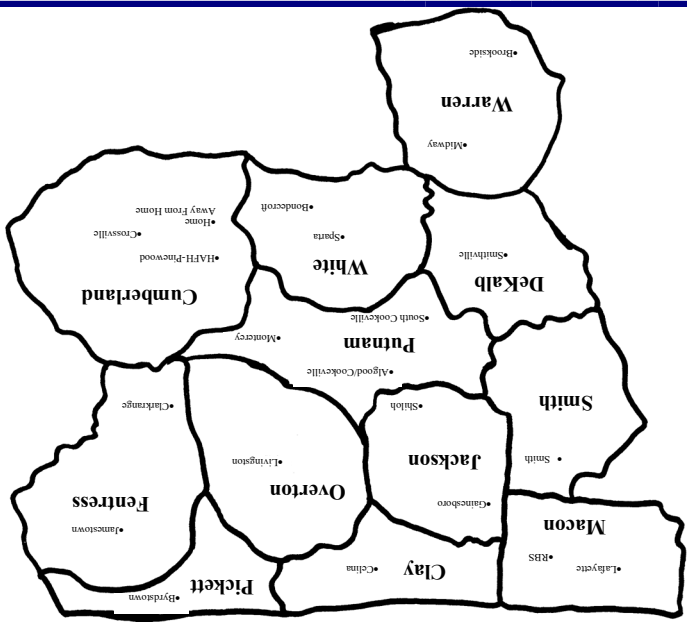 •Lafayette
•RBS
Macon
Clay
•Celina
•Byrdstown
Pickett
•Jamestown
Fentress
•Clarkrange
•Gainesboro
Jackson
•Shiloh
Overton
•Livingston
• Smith
Smith
•Algood/Cookeville
Putnam
•Monterey
•South Cookeville
DeKalb
•Smithville
White
•Sparta
•Bondecroft
Cumberland
•HAFH-Pinewood
•Crossville
•Home
Away From Home
•Midway
Warren
•Brookside